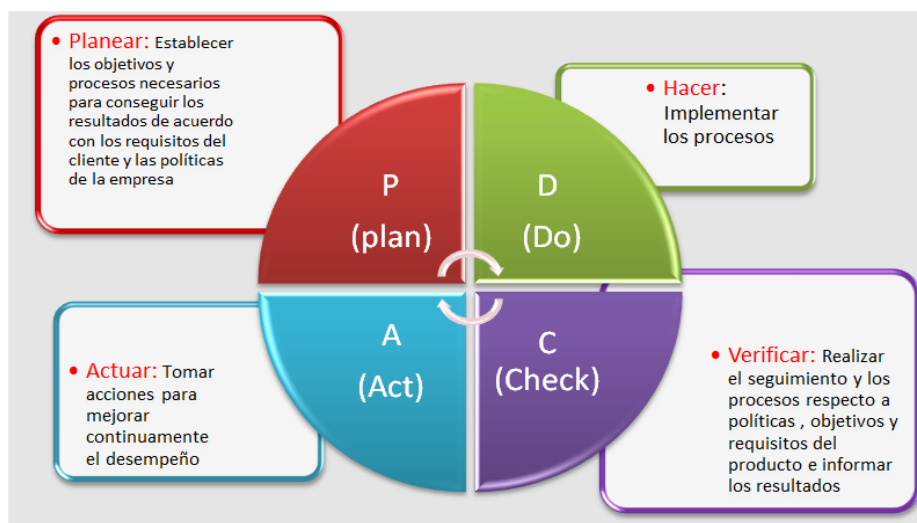 • Planear: Establecer
los objetivos y
procesos necesarios
para conseguir los
resultados de acuerdo
con los requisitos del
cliente y las políticas
de la empresa
• Hacer:
Implementar
los procesos
P
(plan)
D
(Do)
A
(Act)
C
(Check)
• Actuar: Tomar
acciones para
mejorar
continuamente
el desempeño
• Verificar: Realizar
el seguimiento y los
procesos respecto a
políticas , objetivos y
requisitos del
producto e informar
los resultados